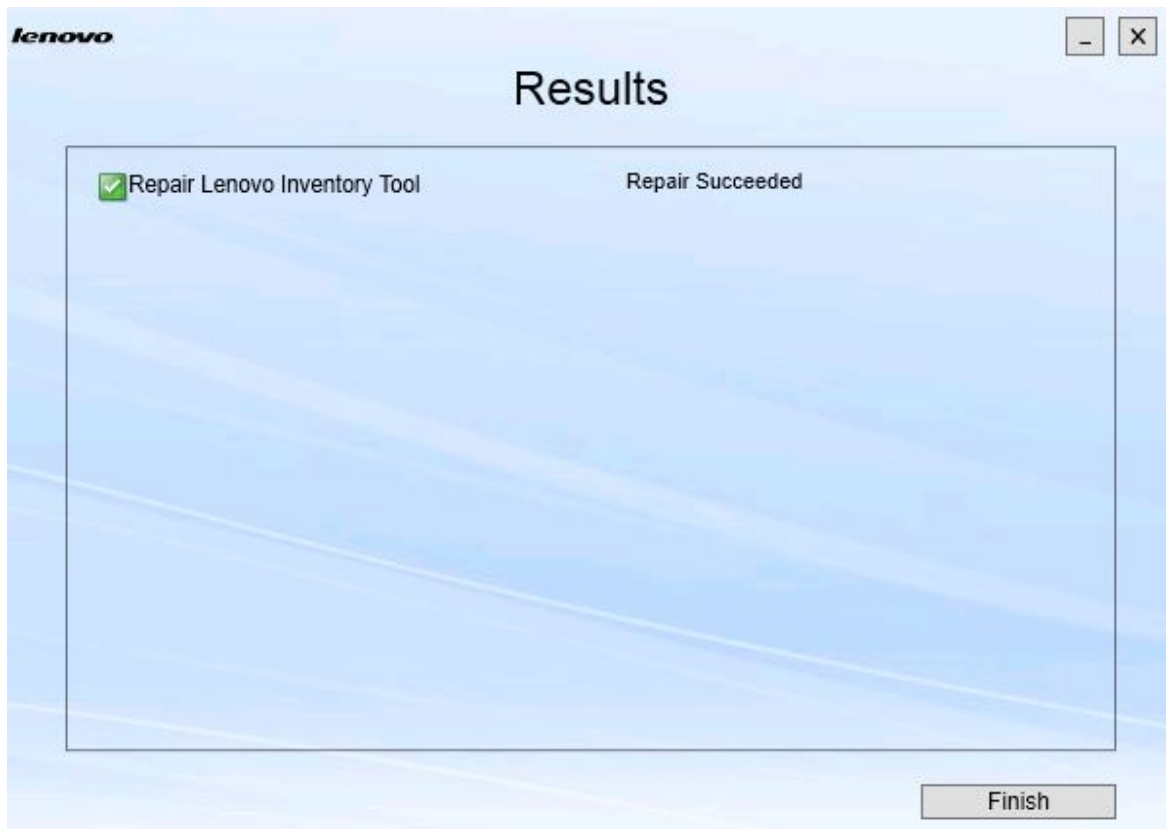 lenovo
Results
Repair Lenovo Inventory Tool Repair Succeeded
Finish